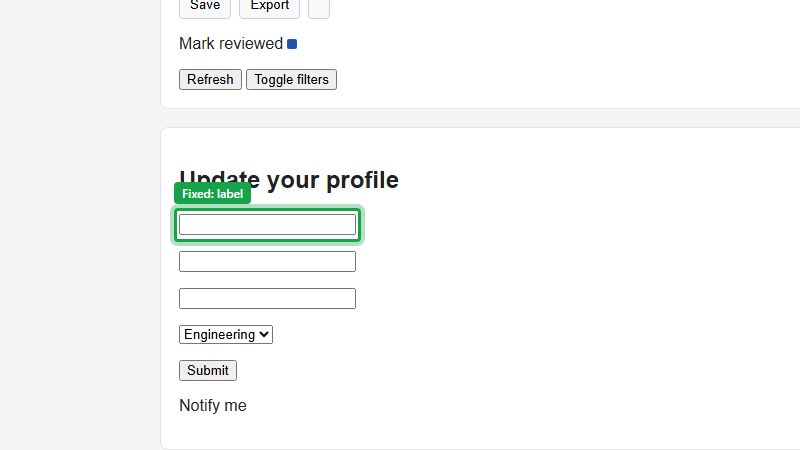 Save Export
Mark reviewed
Refresh Toggle filters
Update your profile
Fixed: label
Engineering
Submit
Notify me